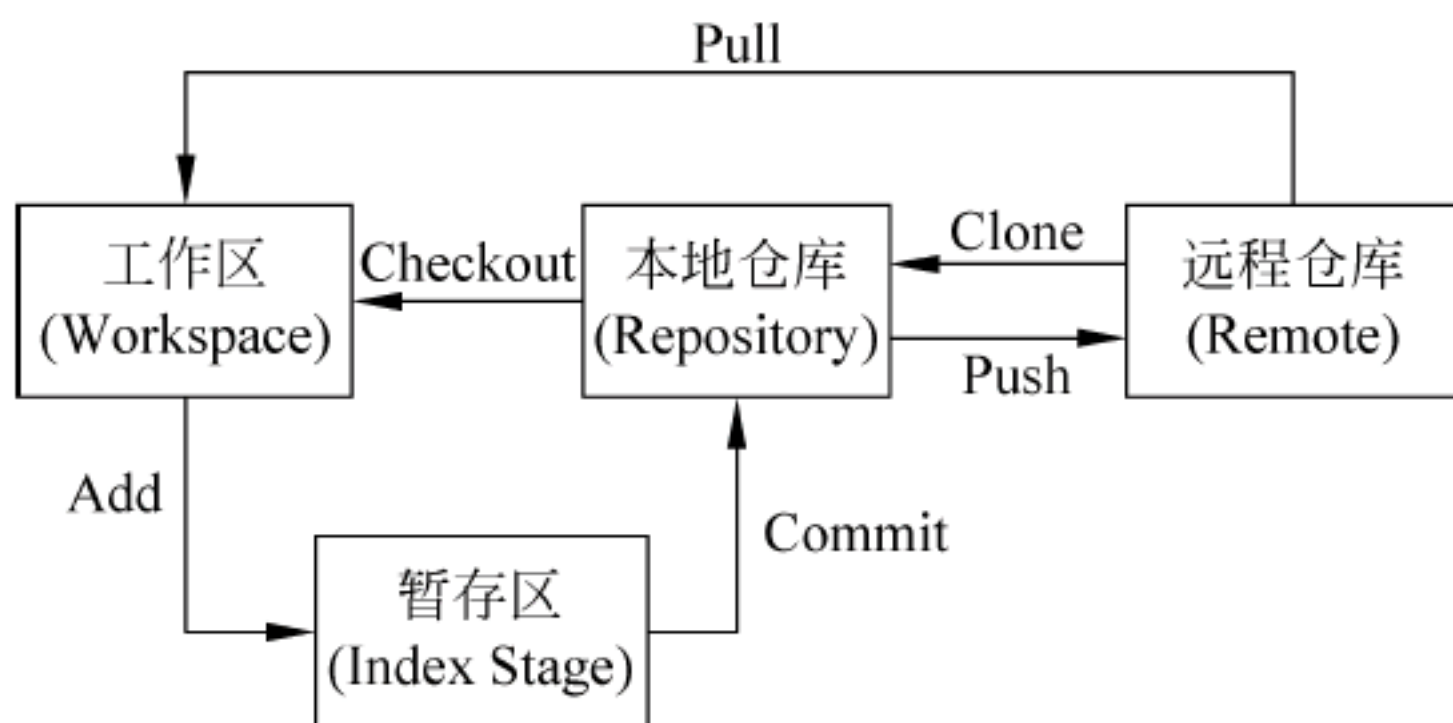 Pull
工作区
(Workspace)
Checkout
本地仓库
(Repository)
Clone
Push
远程仓库
(Remote)
Add
暂存区
(Index Stage)
Commit